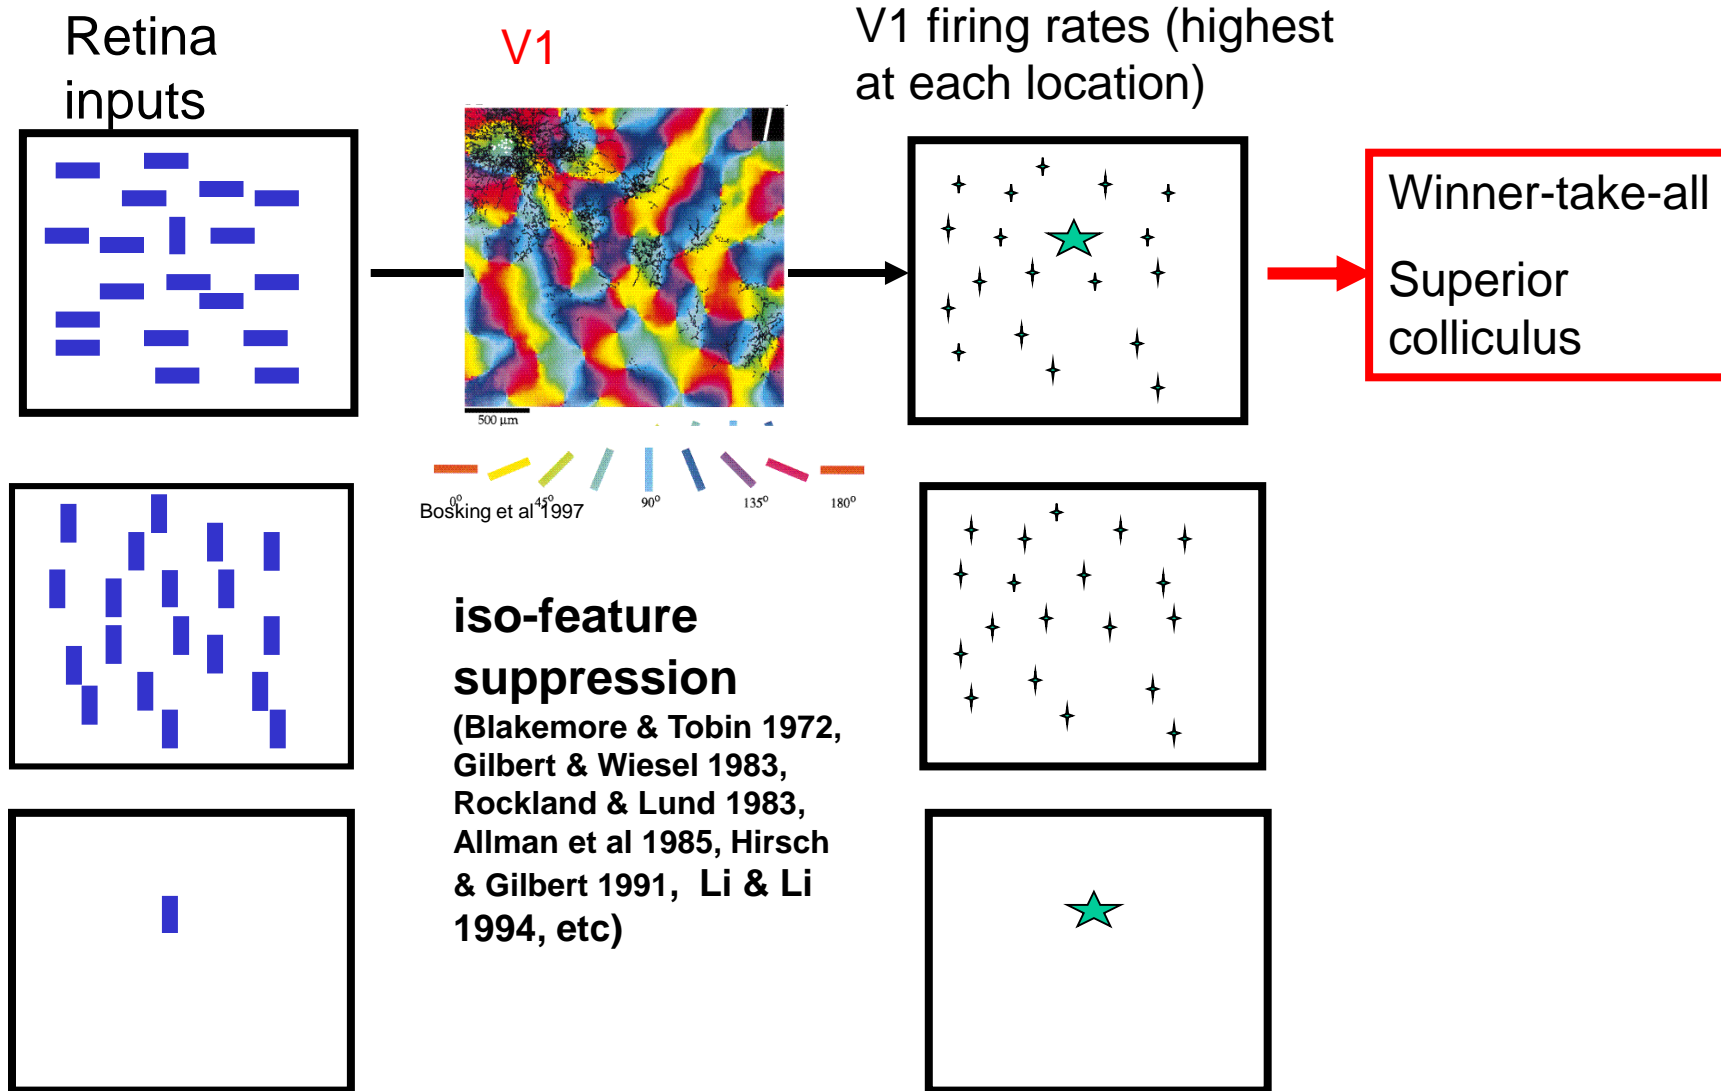 Retina
inputs
V1
V1 firing rates (highest
at each location)
Winner-take-all
Superior
colliculus
500 µm
0° 45° 90° 135° 180°
Bosking et al 1997
iso-feature
suppression
(Blakemore & Tobin 1972,
Gilbert & Wiesel 1983,
Rockland & Lund 1983,
Allman et al 1985, Hirsch
& Gilbert 1991, Li & Li
1994, etc)